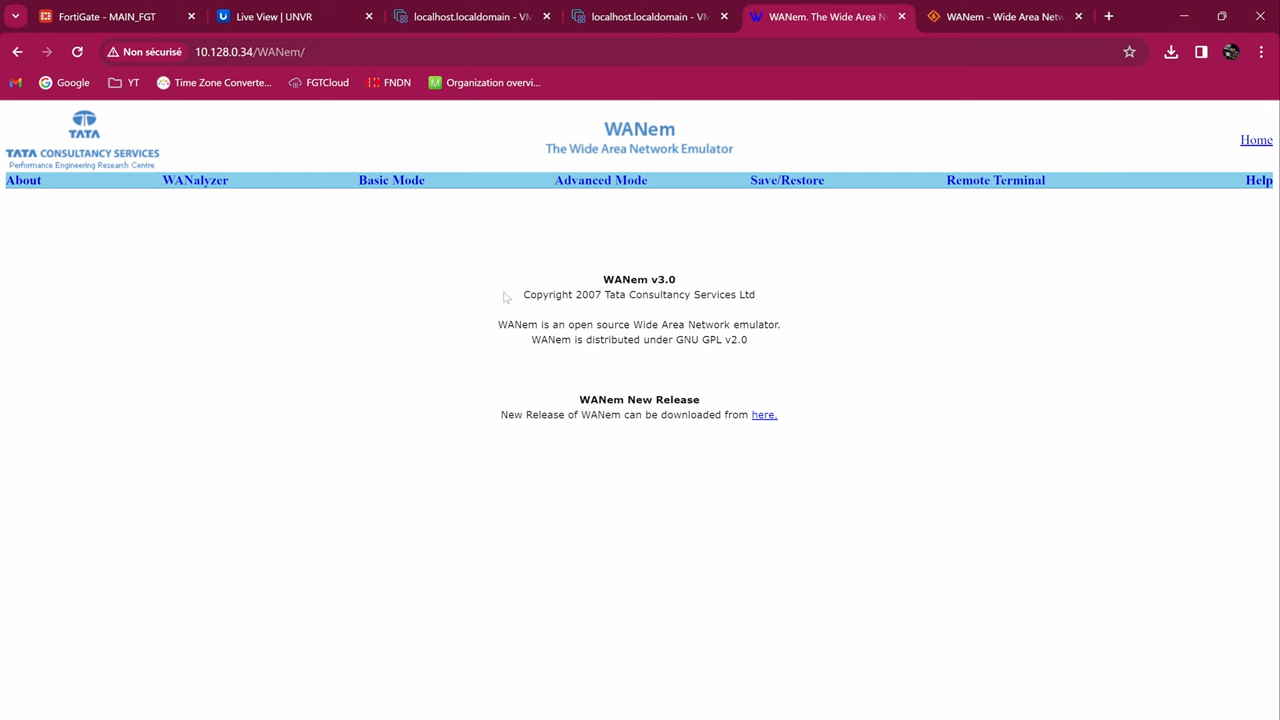 FortiGate - MAIN_FGT
Live View | UNVR
localhost.localdomain - VM
localhost.localdomain - VM
WANem. The Wide Area N
WANem - Wide Area Netw
Non sécurisé
10.128.0.34/WANem/
Google
YT
Time Zone Converte...
FGTCloud
FNDN
Organization overvi...
TATA
TATA CONSULTANCY SERVICES
Performance Engineering Research Centre
WANem
The Wide Area Network Emulator
Home
About
WANalyzer
Basic Mode
Advanced Mode
Save/Restore
Remote Terminal
Help
WANem v3.0
Copyright 2007 Tata Consultancy Services Ltd
WANem is an open source Wide Area Network emulator.
WANem is distributed under GNU GPL v2.0
WANem New Release
New Release of WANem can be downloaded from here.